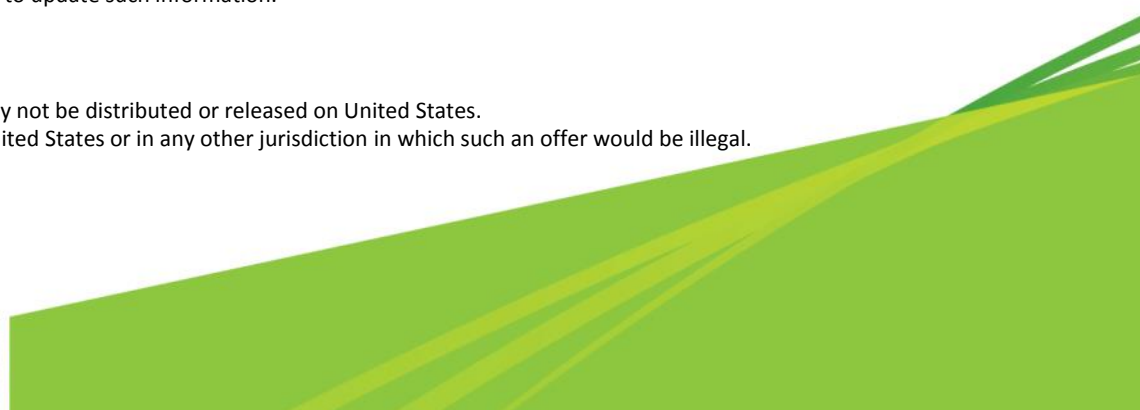 to update such information.
y not be distributed or released on United States.
ited States or in any other jurisdiction in which such an offer would be illegal.